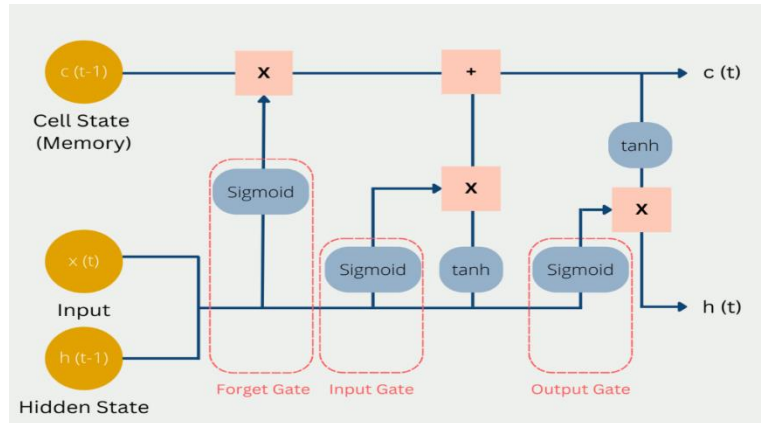 c (t-1)
X
+
c (t)
Cell State
(Memory)
tanh
Sigmoid
X
X
x (t)
Sigmoid
tanh
Sigmoid
Input
h (t)
h (t-1)
Forget Gate
Input Gate
Output Gate
Hidden State